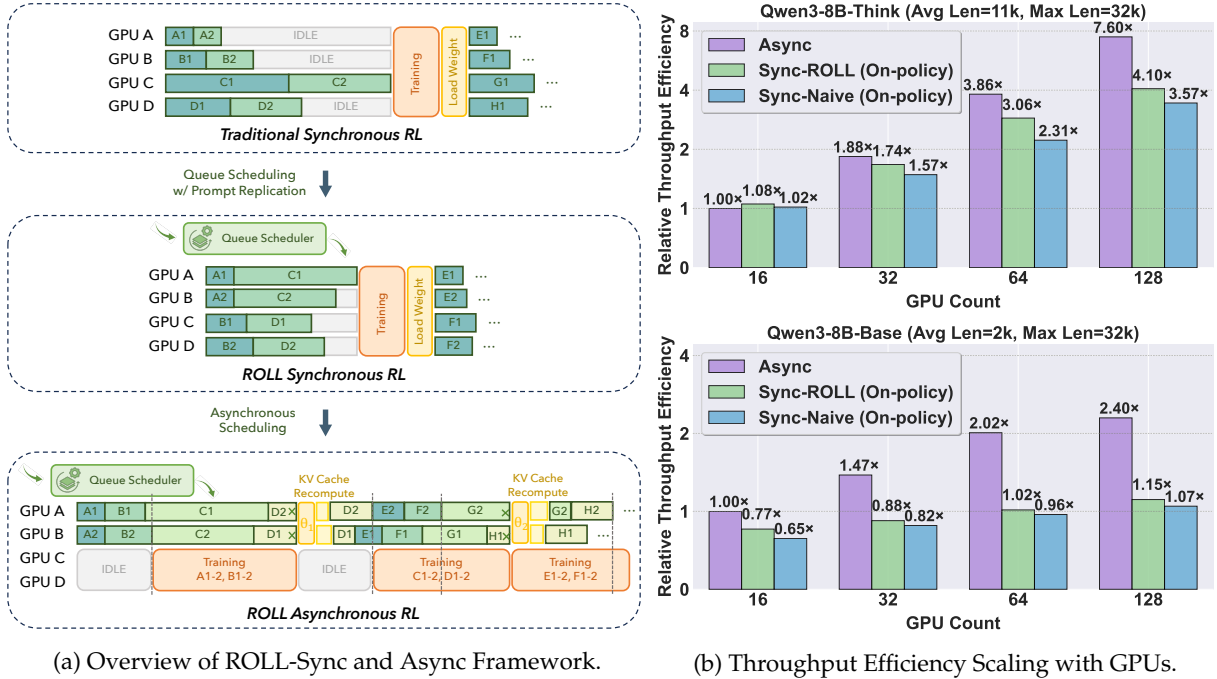 GPU A A1 A2 IDLE
GPU B B1 B2 IDLE
GPU C C1 C2
GPU D D1 D2 IDLE
Training
Load Weight
E1 ...
F1 ...
G1 ...
H1 ...
Traditional Synchronous RL
Queue Scheduling
w/ Prompt Replication
Queue Scheduler
GPU A A1 C1
GPU B A2 C2
GPU C B1 D1
GPU D B2 D2
Training
Load Weight
E1 ...
E2 ...
F1 ...
F2 ...
ROLL Synchronous RL
Asynchronous
Scheduling
Queue Scheduler
KV Cache
Recompute
KV Cache
Recompute
GPU A A1 B1 C1 D2 × θ1 D2 E2 F2 G2 × θ2 G2 H2 ...
GPU B A2 B2 C2 D1 × D1 E1 F1 G1 H1 × H1 ...
GPU C
GPU D
IDLE
Training
A1-2, B1-2
IDLE
Training
C1-2, D1-2
Training
E1-2, F1-2
ROLL Asynchronous RL
(a) Overview of ROLL-Sync and Async Framework.
Qwen3-8B-Think (Avg Len=11k, Max Len=32k)
Relative Throughput Efficiency
8
4
2
1
0
Async
Sync-ROLL (On-policy)
Sync-Naive (On-policy)
1.00× 1.08× 1.02×
1.88× 1.74× 1.57×
3.86× 3.06× 2.31×
7.60× 4.10× 3.57×
16 32 64 128
GPU Count
Qwen3-8B-Base (Avg Len=2k, Max Len=32k)
Relative Throughput Efficiency
4
2
1
0
Async
Sync-ROLL (On-policy)
Sync-Naive (On-policy)
1.00× 0.77× 0.65×
1.47× 0.88× 0.82×
2.02× 1.02× 0.96×
2.40× 1.15× 1.07×
16 32 64 128
GPU Count
(b) Throughput Efficiency Scaling with GPUs.